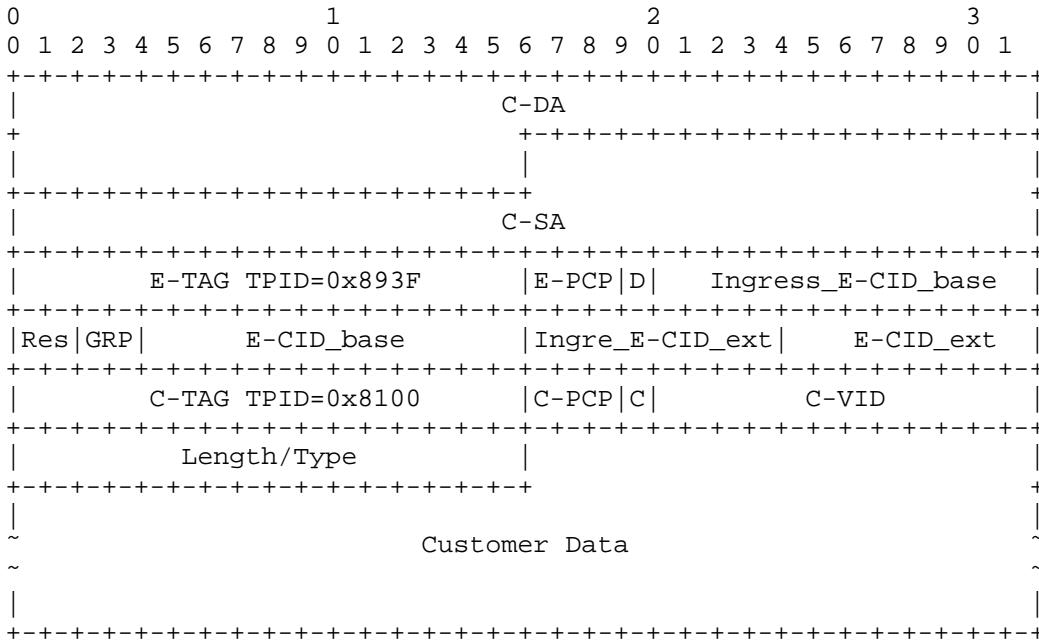 0                   1                   2                   3
0 1 2 3 4 5 6 7 8 9 0 1 2 3 4 5 6 7 8 9 0 1 2 3 4 5 6 7 8 9 0 1
+-+-+-+-+-+-+-+-+-+-+-+-+-+-+-+-+-+-+-+-+-+-+-+-+-+-+-+-+-+-+-+-+
|                              C-DA                             |
+                               +-+-+-+-+-+-+-+-+-+-+-+-+-+-+-+-+
|                               |                               |
+-+-+-+-+-+-+-+-+-+-+-+-+-+-+-+-+                               +
|                              C-SA                             |
+-+-+-+-+-+-+-+-+-+-+-+-+-+-+-+-+-+-+-+-+-+-+-+-+-+-+-+-+-+-+-+-+
|        E-TAG TPID=0x893F      |E-PCP|D|   Ingress_E-CID_base  |
+-+-+-+-+-+-+-+-+-+-+-+-+-+-+-+-+-+-+-+-+-+-+-+-+-+-+-+-+-+-+-+-+
|Res|GRP|      E-CID_base       |Ingre_E-CID_ext|    E-CID_ext  |
+-+-+-+-+-+-+-+-+-+-+-+-+-+-+-+-+-+-+-+-+-+-+-+-+-+-+-+-+-+-+-+-+
|        C-TAG TPID=0x8100      |C-PCP|C|         C-VID         |
+-+-+-+-+-+-+-+-+-+-+-+-+-+-+-+-+-+-+-+-+-+-+-+-+-+-+-+-+-+-+-+-+
|          Length/Type          |                               |
+-+-+-+-+-+-+-+-+-+-+-+-+-+-+-+-+                               +
|                                                               |
~                         Customer Data                         ~
~                                                               ~
|                                                               |
+-+-+-+-+-+-+-+-+-+-+-+-+-+-+-+-+-+-+-+-+-+-+-+-+-+-+-+-+-+-+-+-+